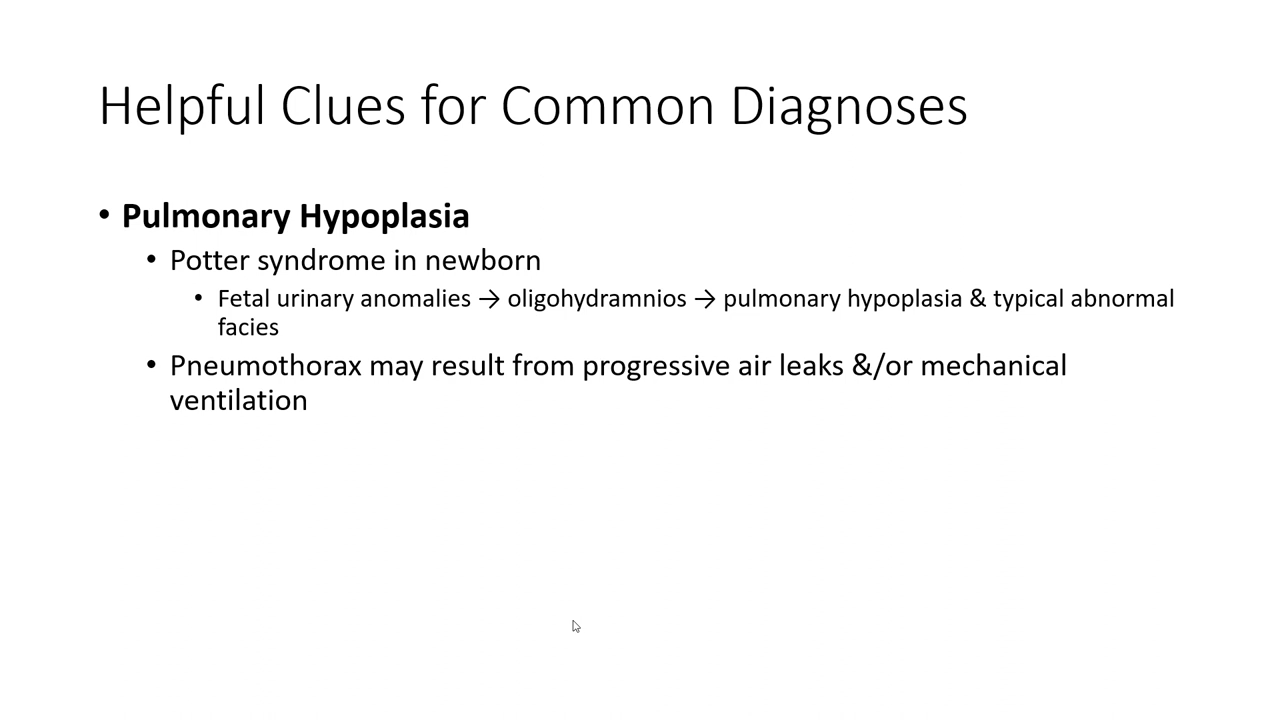 Helpful Clues for Common Diagnoses
• Pulmonary Hypoplasia
• Potter syndrome in newborn
• Fetal urinary anomalies → oligohydramnios → pulmonary hypoplasia & typical abnormal
facies
• Pneumothorax may result from progressive air leaks &/or mechanical
ventilation